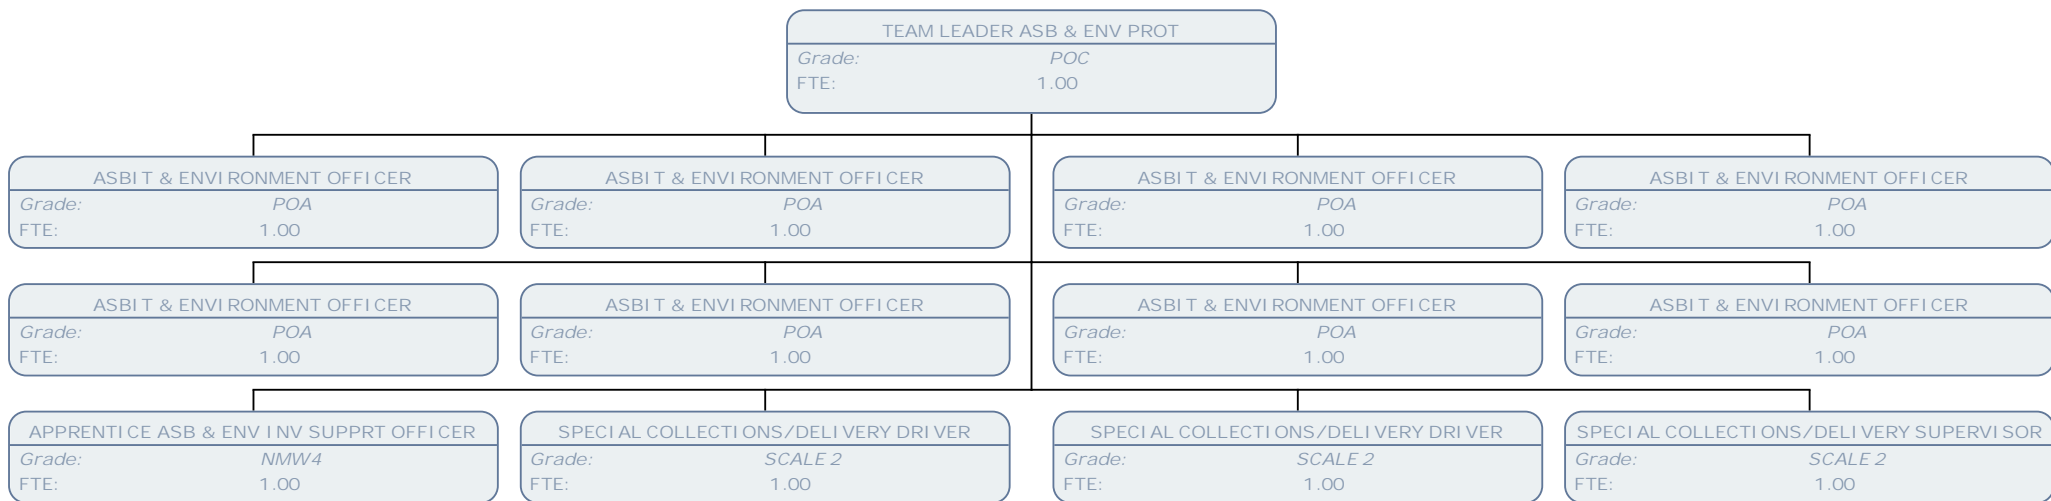 TEAM LEADER ASB & ENV PROT
Grade: POC
FTE: 1.00
ASBIT & ENVIRONMENT OFFICER
Grade: POA
FTE: 1.00
ASBIT & ENVIRONMENT OFFICER
Grade: POA
FTE: 1.00
ASBIT & ENVIRONMENT OFFICER
Grade: POA
FTE: 1.00
ASBIT & ENVIRONMENT OFFICER
Grade: POA
FTE: 1.00
ASBIT & ENVIRONMENT OFFICER
Grade: POA
FTE: 1.00
ASBIT & ENVIRONMENT OFFICER
Grade: POA
FTE: 1.00
ASBIT & ENVIRONMENT OFFICER
Grade: POA
FTE: 1.00
ASBIT & ENVIRONMENT OFFICER
Grade: POA
FTE: 1.00
APPRENTICE ASB & ENV INV SUPPRT OFFICER
Grade: NMW4
FTE: 1.00
SPECIAL COLLECTIONS/DELIVERY DRIVER
Grade: SCALE 2
FTE: 1.00
SPECIAL COLLECTIONS/DELIVERY DRIVER
Grade: SCALE 2
FTE: 1.00
SPECIAL COLLECTIONS/DELIVERY SUPERVISOR
Grade: SCALE 2
FTE: 1.00